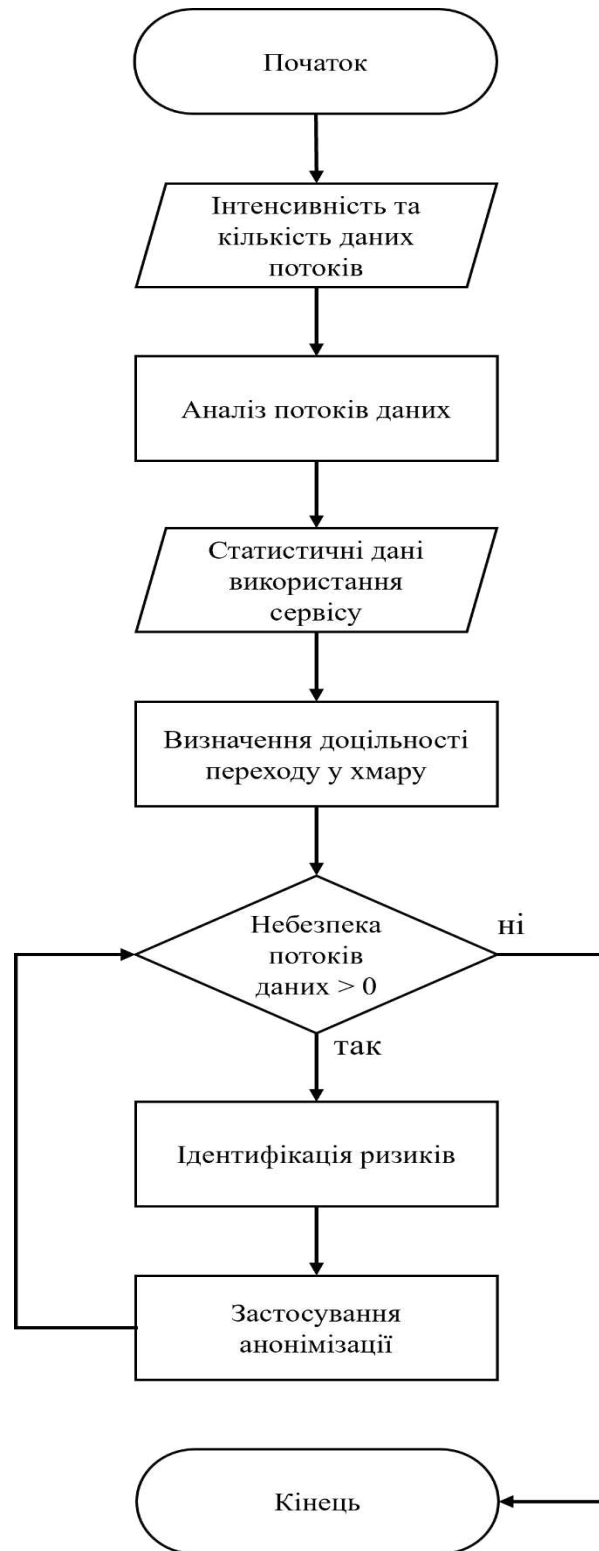 Початок
Інтенсивність та
кількість даних
потоків
Аналіз потоків даних
Статистичні дані
використання
сервісу
Визначення доцільності
переходу у хмару
Небезпека
потоків
даних > 0
ні
так
Ідентифікація ризиків
Застосування
анонімізації
Кінець